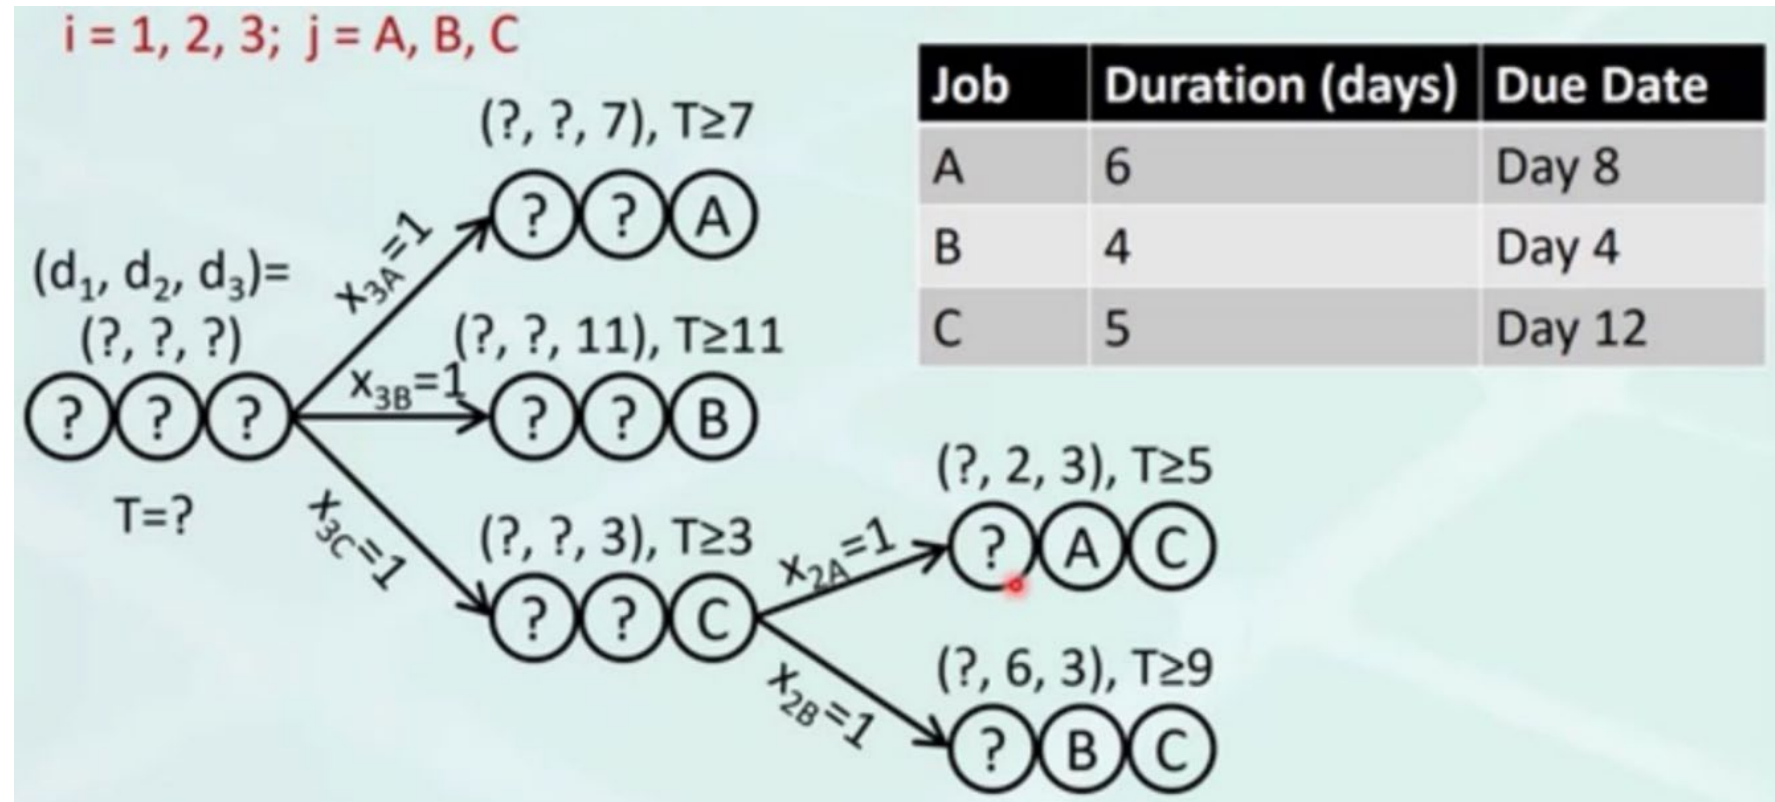 i = 1, 2, 3; j = A, B, C
(?, ?, 7), T≥7
? ? A
x3A=1
(d1, d2, d3)=
(?, ?, ?)
? ? ?
T=?
(?, ?, 11), T≥11
x3B=1
? ? B
x3C=1
(?, ?, 3), T≥3
? ? C
x2A=1
(?, 2, 3), T≥5
? A C
x2B=1
(?, 6, 3), T≥9
? B C
Job Duration (days) Due Date
A 6 Day 8
B 4 Day 4
C 5 Day 12